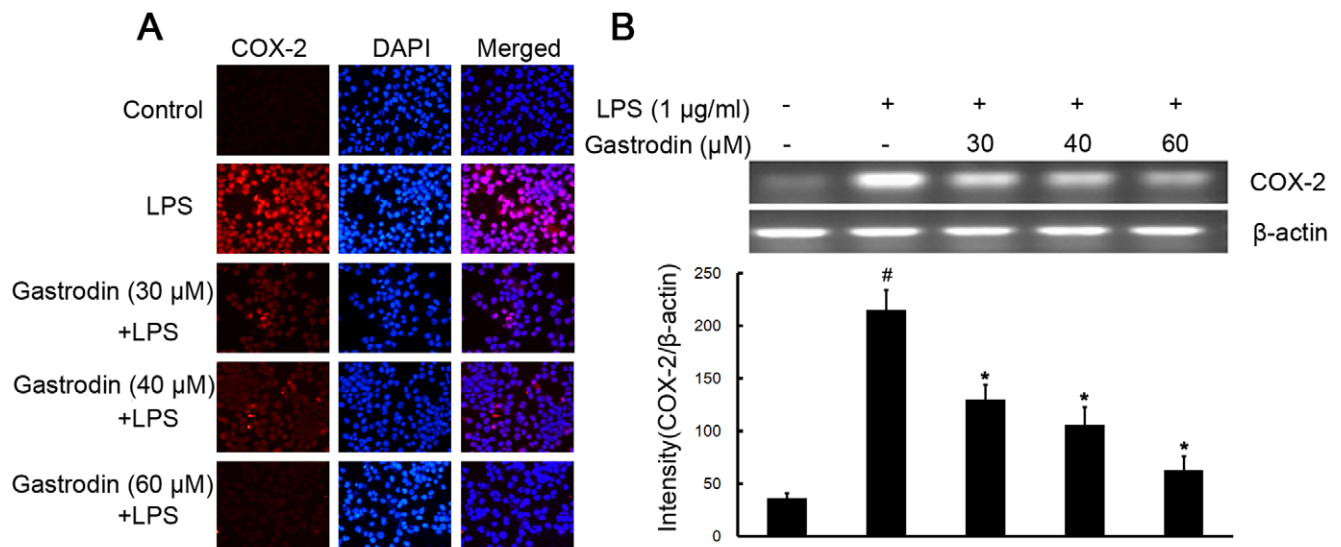 A
COX-2 DAPI Merged
Control
LPS
Gastrodin (30 μM)
+LPS
Gastrodin (40 μM)
+LPS
Gastrodin (60 μM)
+LPS
B
LPS (1 μg/ml) - + + + +
Gastrodin (μM) - - 30 40 60
COX-2
β-actin
Intensity(COX-2/β-actin)
250
200
150
100
50
0
#
*
*
*